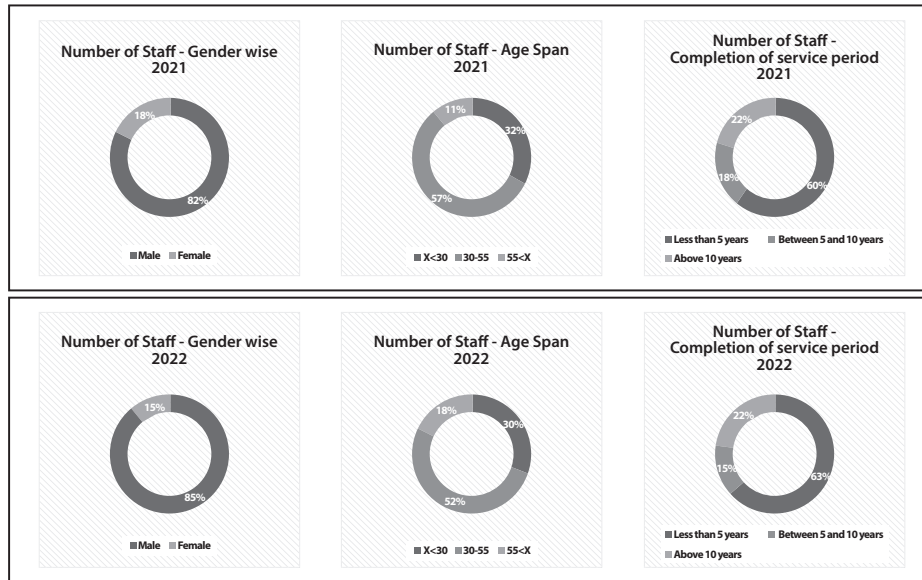 Number of Staff - Gender wise
2021
18%
82%
Male Female
Number of Staff - Age Span
2021
11%
32%
57%
X<30 30-55 55<X
Number of Staff -
Completion of service period
2021
22%
18%
60%
Less than 5 years Between 5 and 10 years
Above 10 years
Number of Staff - Gender wise
2022
15%
85%
Male Female
Number of Staff - Age Span
2022
18%
30%
52%
X<30 30-55 55<X
Number of Staff -
Completion of service period
2022
22%
15%
63%
Less than 5 years Between 5 and 10 years
Above 10 years